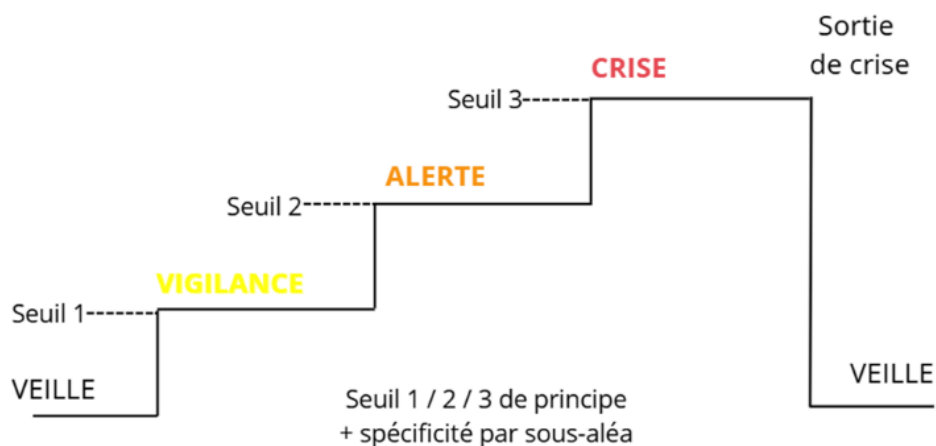 Sortie
de crise
CRISE
Seuil 3
ALERTE
Seuil 2
VIGILANCE
Seuil 1
VEILLE
VEILLE
Seuil 1 / 2 / 3 de principe
+ spécificité par sous-aléa